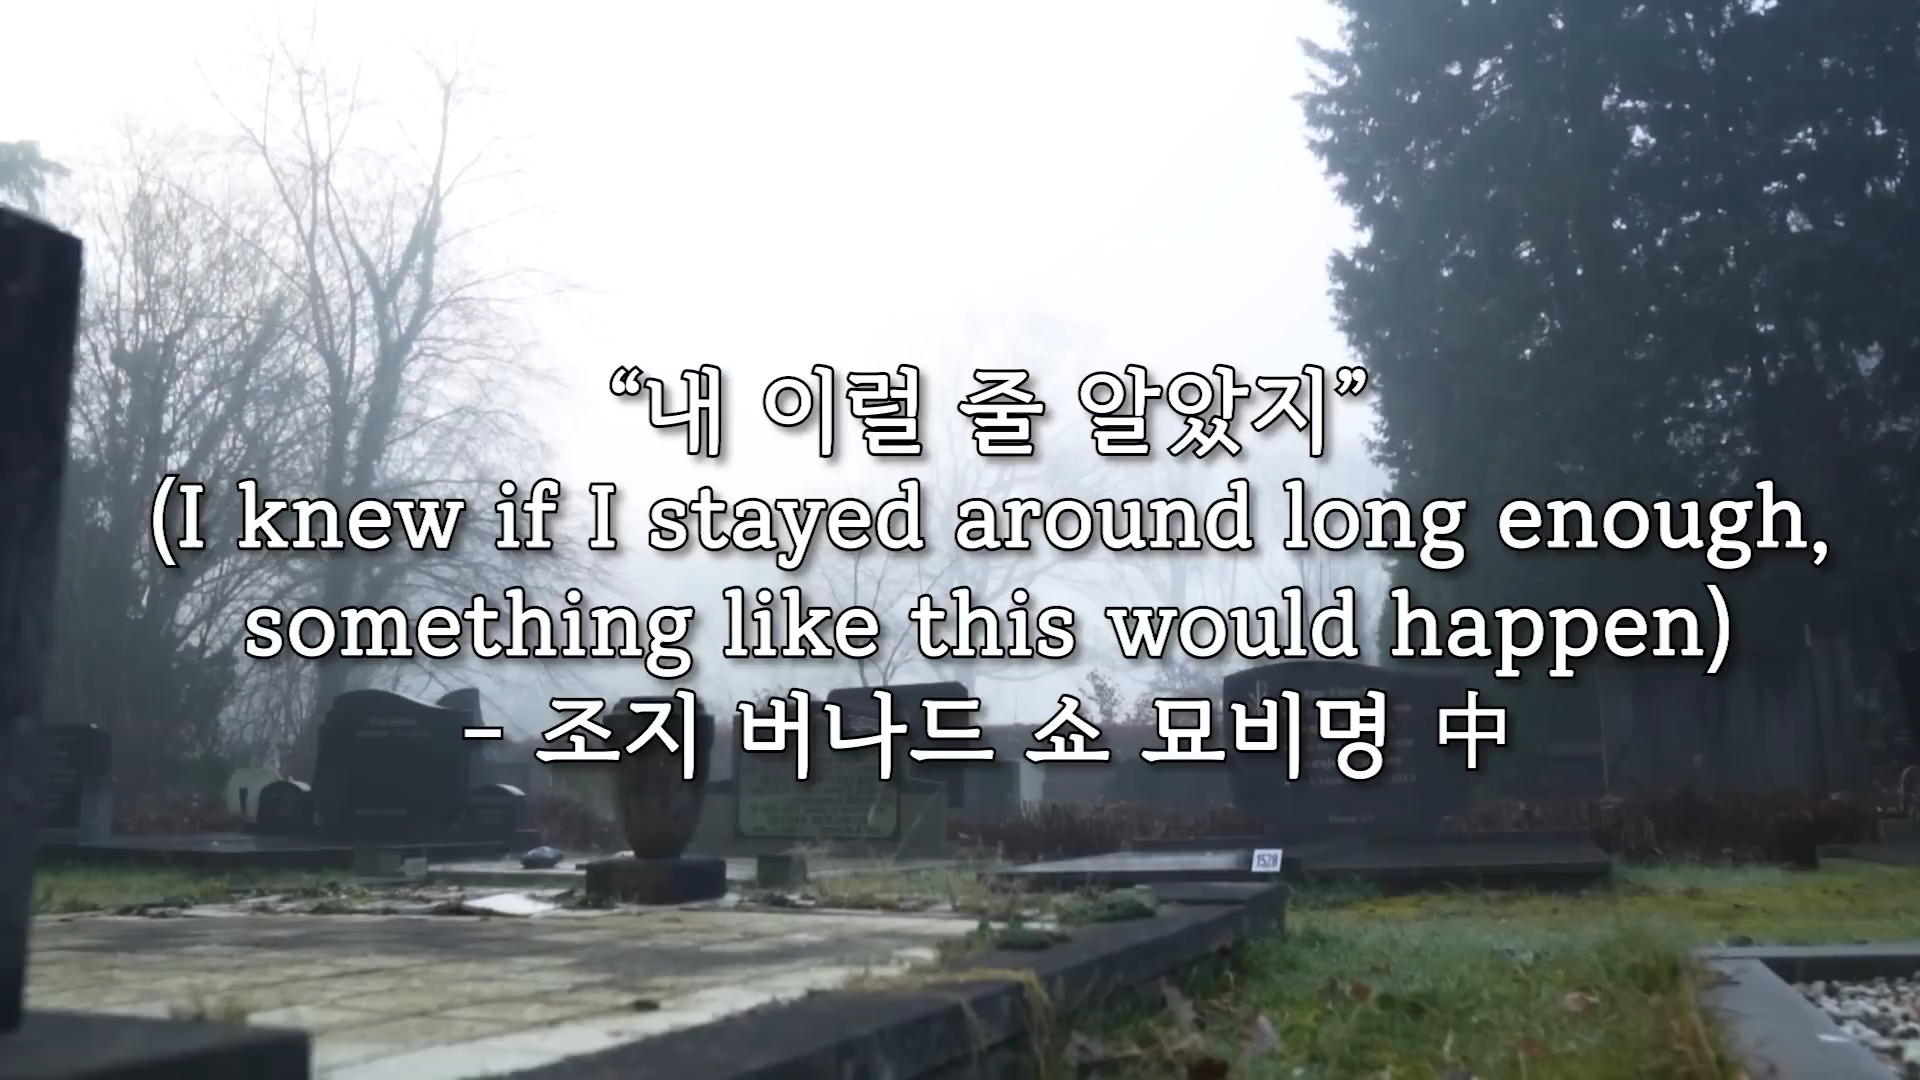 “내 이럴 줄 알았지”
(I knew if I stayed around long enough,
something like this would happen)
– 조지 버나드 쇼 묘비명 中
1528